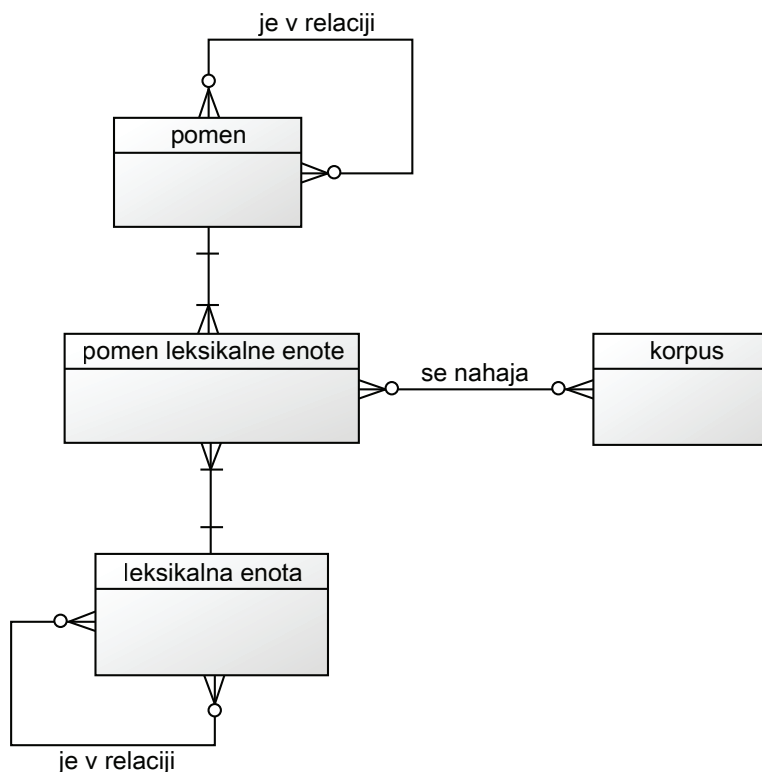 je v relaciji
pomen
pomen leksikalne enote
se nahaja
korpus
leksikalna enota
je v relaciji